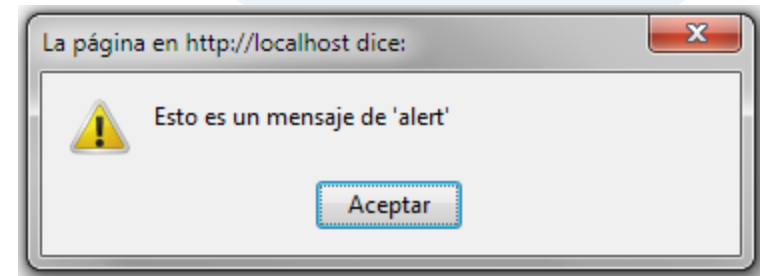 La página en http://localhost dice:
Esto es un mensaje de 'alert'
Aceptar